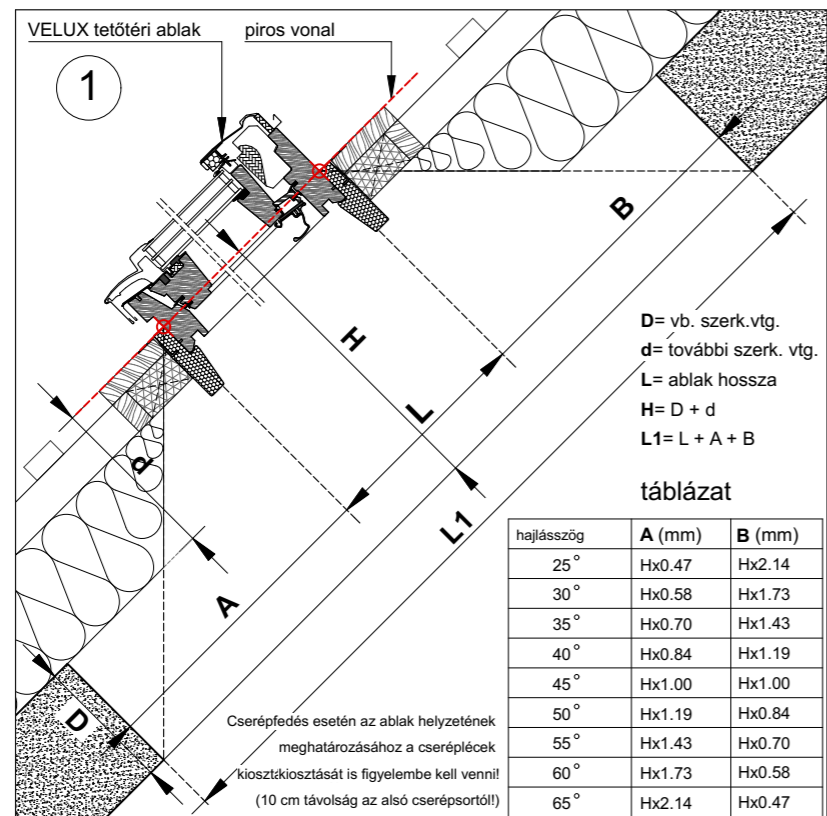 VELUX tetőtéri ablak
piros vonal
1
B
H
L
L1
d
A
D
D= vb. szerk.vtg.
d= további szerk. vtg.
L= ablak hossza
H= D + d
L1= L + A + B
táblázat
hajlásszög A (mm) B (mm)
25° Hx0.47 Hx2.14
30° Hx0.58 Hx1.73
35° Hx0.70 Hx1.43
40° Hx0.84 Hx1.19
45° Hx1.00 Hx1.00
50° Hx1.19 Hx0.84
55° Hx1.43 Hx0.70
60° Hx1.73 Hx0.58
65° Hx2.14 Hx0.47
Cserépfedés esetén az ablak helyzetének
meghatározásához a cseréplécek
kiosztását is figyelembe kell venni!
(10 cm távolság az alsó cserépsortól!)